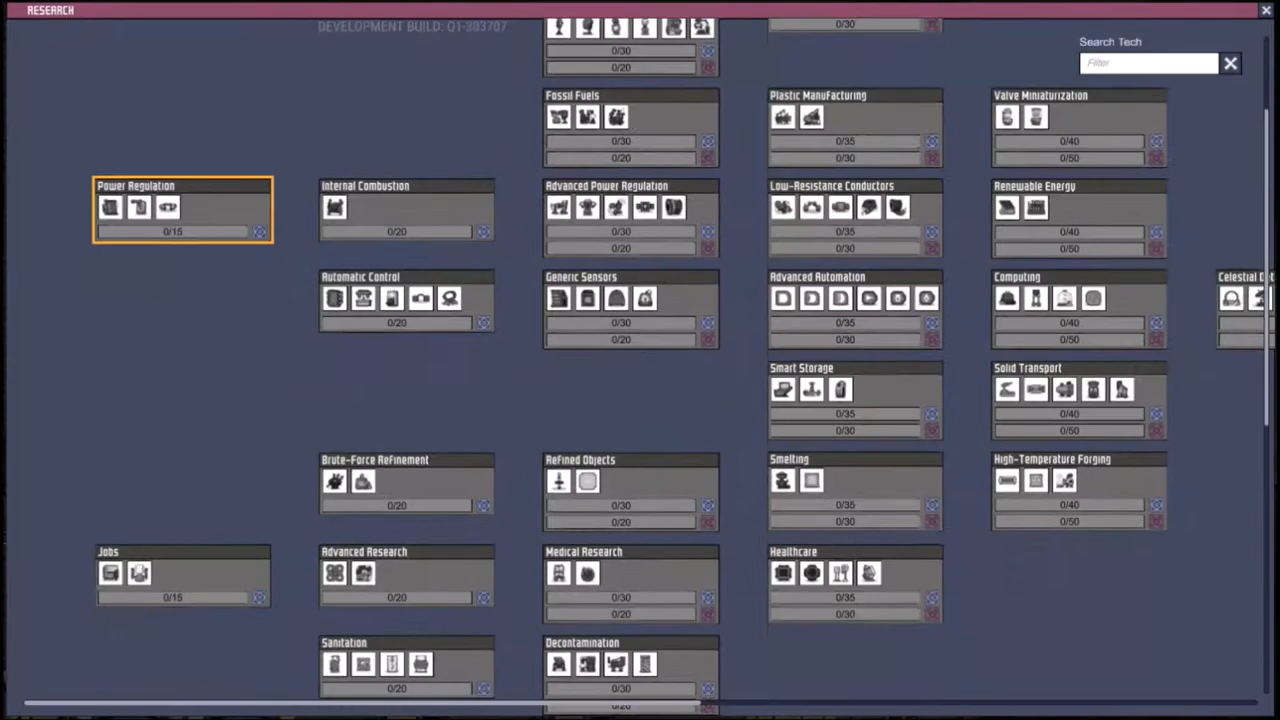 RESEARCH
DEVELOPMENT BUILD: Q1-303707
Search Tech
Filter
0/30
0/20
0/30
Fossil Fuels
0/30
0/20
Plastic Manufacturing
0/35
0/30
Valve Miniaturization
0/40
0/50
Power Regulation
0/15
Internal Combustion
0/20
Advanced Power Regulation
0/30
0/20
Low-Resistance Conductors
0/35
0/30
Renewable Energy
0/40
0/50
Automatic Control
0/20
Generic Sensors
0/30
0/20
Advanced Automation
0/35
0/30
Computing
0/40
0/50
Celestial
Smart Storage
0/35
0/30
Solid Transport
0/40
0/50
Brute-Force Refinement
0/20
Refined Objects
0/30
0/20
Smelting
0/35
0/30
High-Temperature Forging
0/40
0/50
Jobs
0/15
Advanced Research
0/20
Medical Research
0/30
0/20
Healthcare
0/35
0/30
Sanitation
0/20
Decontamination
0/30
0/20